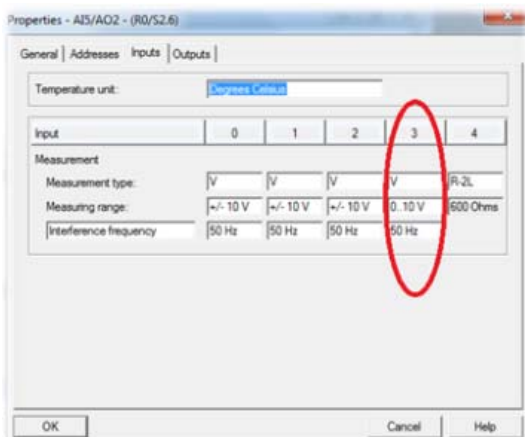 Properties - AI5/AO2 - (R0/S2.6)
General Addresses Inputs Outputs
Temperature unit: Degrees Celsius
Input 0 1 2 3 4
Measurement
Measurement type: V V V V R-2L
Measuring range: +/- 10 V +/- 10 V +/- 10 V 0..10 V 600 Ohms
Interference frequency 50 Hz 50 Hz 50 Hz 50 Hz
OK Cancel Help